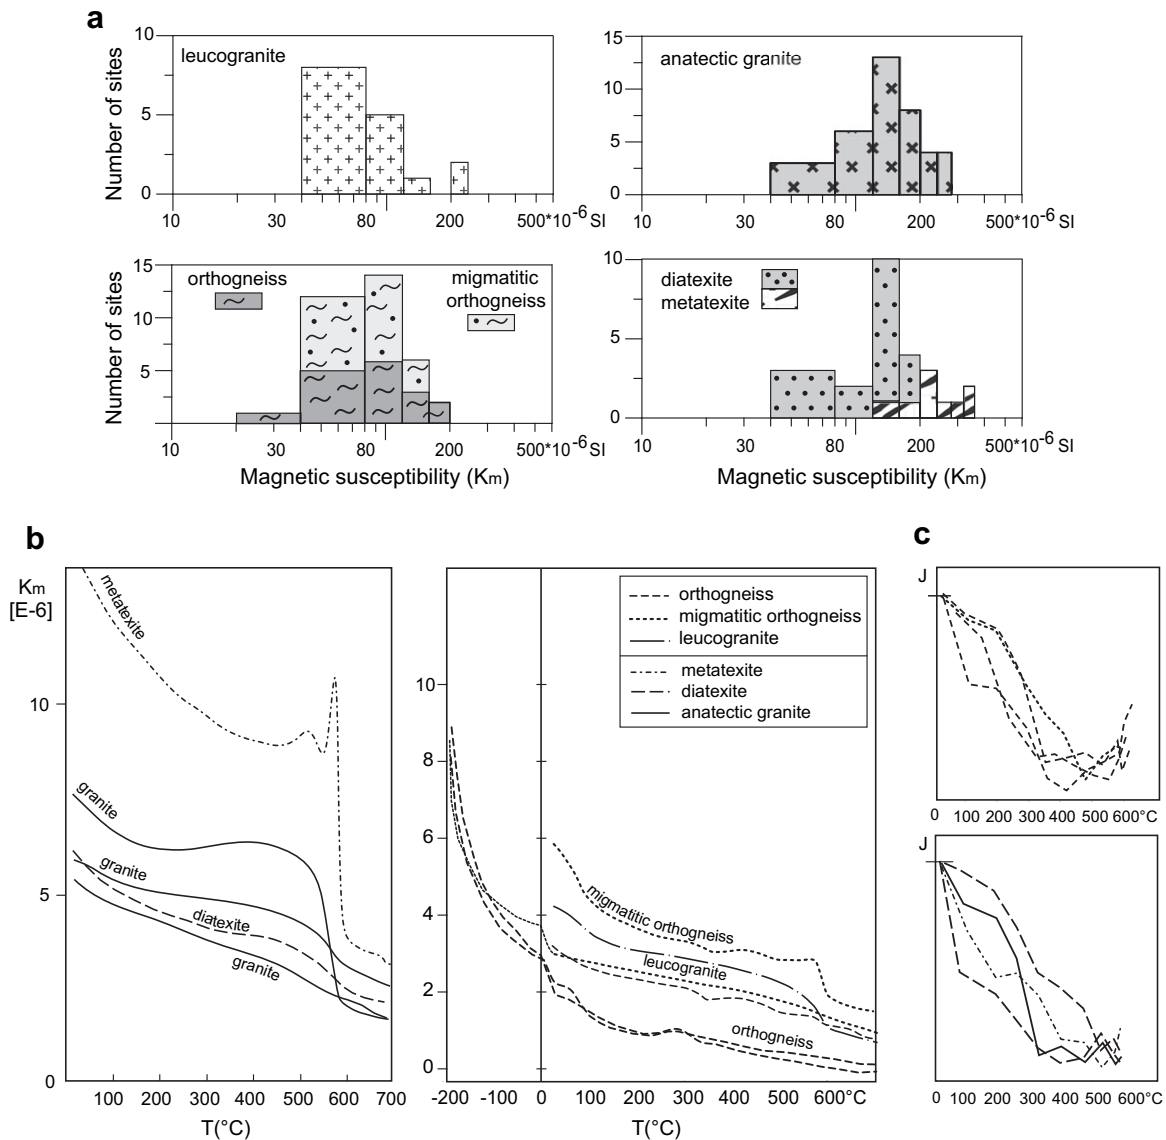 a
10
5
0
Number of sites
leucogranite
10 30 80 200 500*10-6 SI
15
10
5
0
anatectic granite
10 30 80 200 500*10-6 SI
15
10
5
Number of sites
orthogneiss
migmatitic
orthogneiss
10 30 80 200 500*10-6 SI
Magnetic susceptibility (Km)
10
5
0
diatexite
metatexite
10 30 80 200 500*10-6 SI
Magnetic susceptibility (Km)
b
Km
[E-6]
10
5
0
metatexite
granite
granite
diatexite
granite
100 200 300 400 500 600 700
T(°C)
10
8
6
4
2
0
orthogneiss
migmatitic orthogneiss
leucogranite
metatexite
diatexite
anatectic granite
migmatitic orthogneiss
leucogranite
orthogneiss
-200 -100 0 200 300 400 500 600°C
T(°C)
c
J
0 100 200 300 400 500 600°C
J
0 100 200 300 400 500 600°C